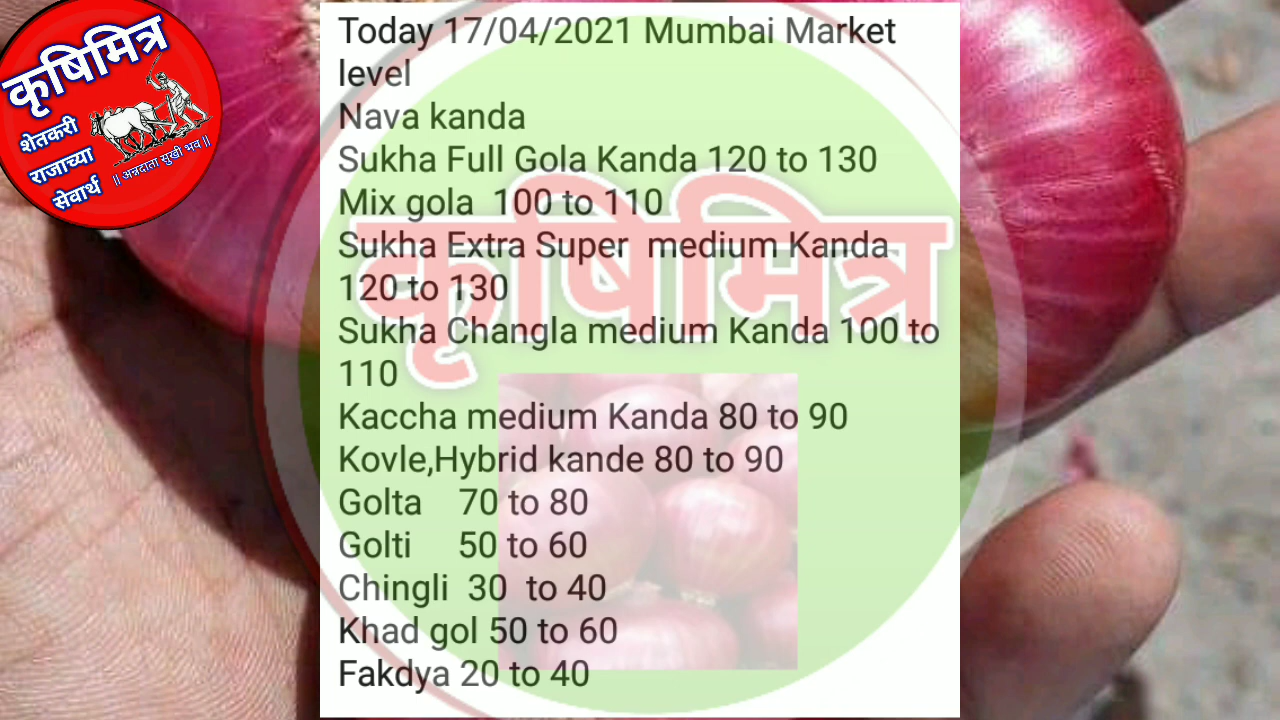 कृषिमित्र
शेतकरी
राजाच्या
सेवार्थ
|| अन्नदाता सुखी भव ||
Today 17/04/2021 Mumbai Market
level
Nava kanda
Sukha Full Gola Kanda 120 to 130
Mix gola  100 to 110
Sukha Extra Super  medium Kanda
120 to 130
Sukha Changla medium Kanda 100 to
110
Kaccha medium Kanda 80 to 90
Kovle,Hybrid kande 80 to 90
Golta    70 to 80
Golti     50 to 60
Chingli  30  to 40
Khad gol 50 to 60
Fakdya 20 to 40
कृषिमित्र